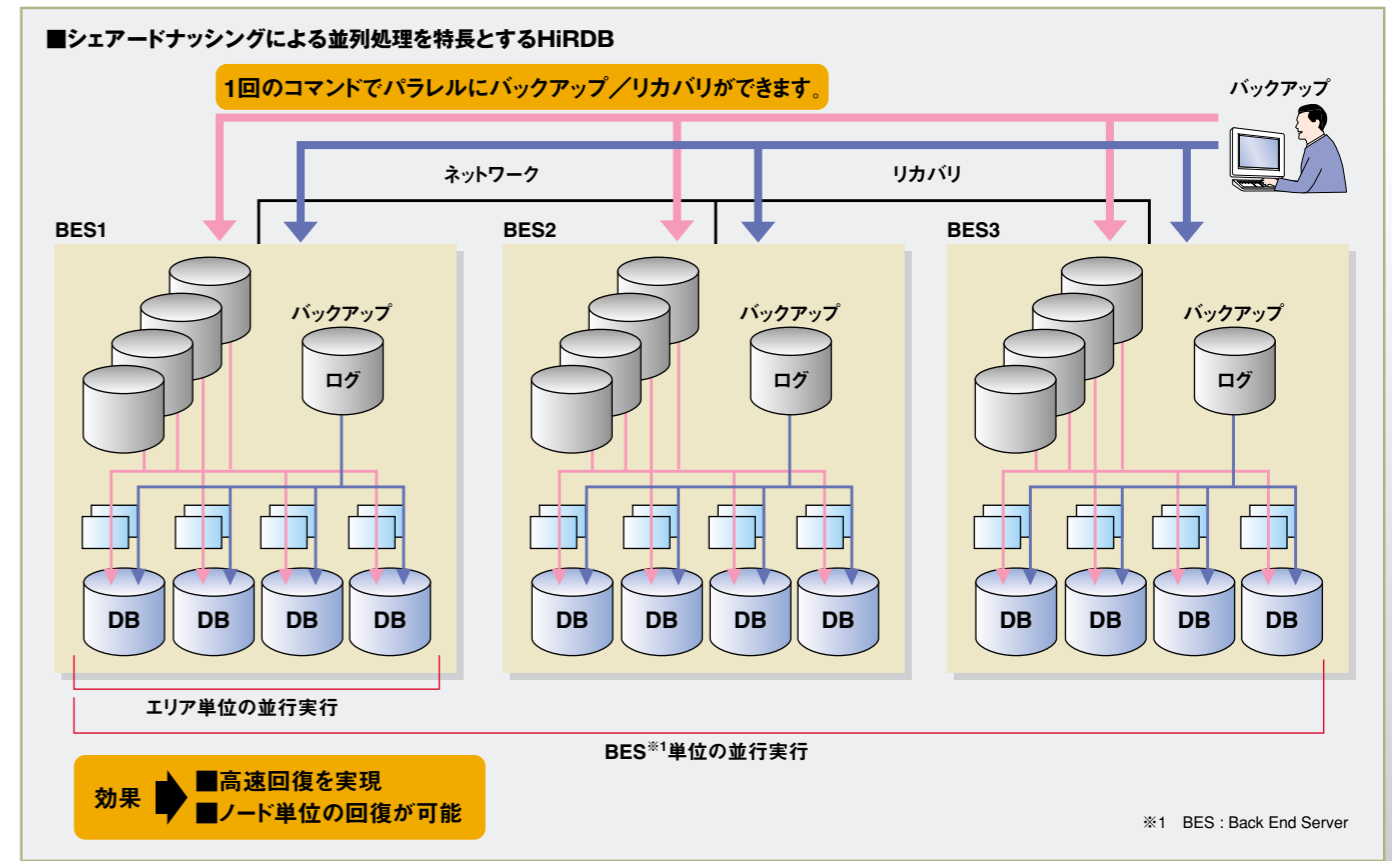 ■シェアードナッシングによる並列処理を特長とするHiRDB
1回のコマンドでパラレルにバックアップ／リカバリができます。
バックアップ
ネットワーク
リカバリ
BES1
BES2
BES3
バックアップ
バックアップ
バックアップ
ログ
ログ
ログ
DB DB DB DB
DB DB DB DB
DB DB DB DB
エリア単位の並行実行
BES※1単位の並行実行
効果
■高速回復を実現
■ノード単位の回復が可能
※1 BES : Back End Server